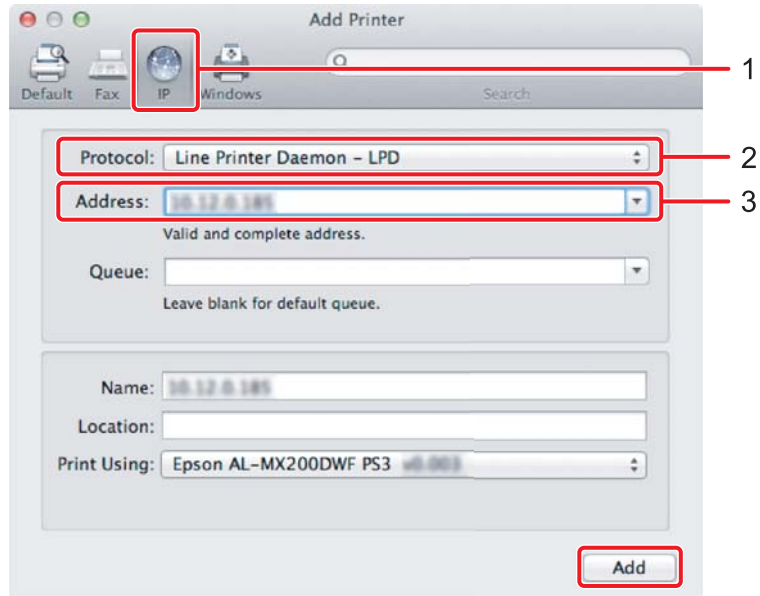 Add Printer
1
Default Fax IP Windows Search
Protocol: Line Printer Daemon – LPD
2
Address:
3
Valid and complete address.
Queue:
Leave blank for default queue.
Name:
Location:
Print Using: Epson AL-MX200DWF PS3
Add